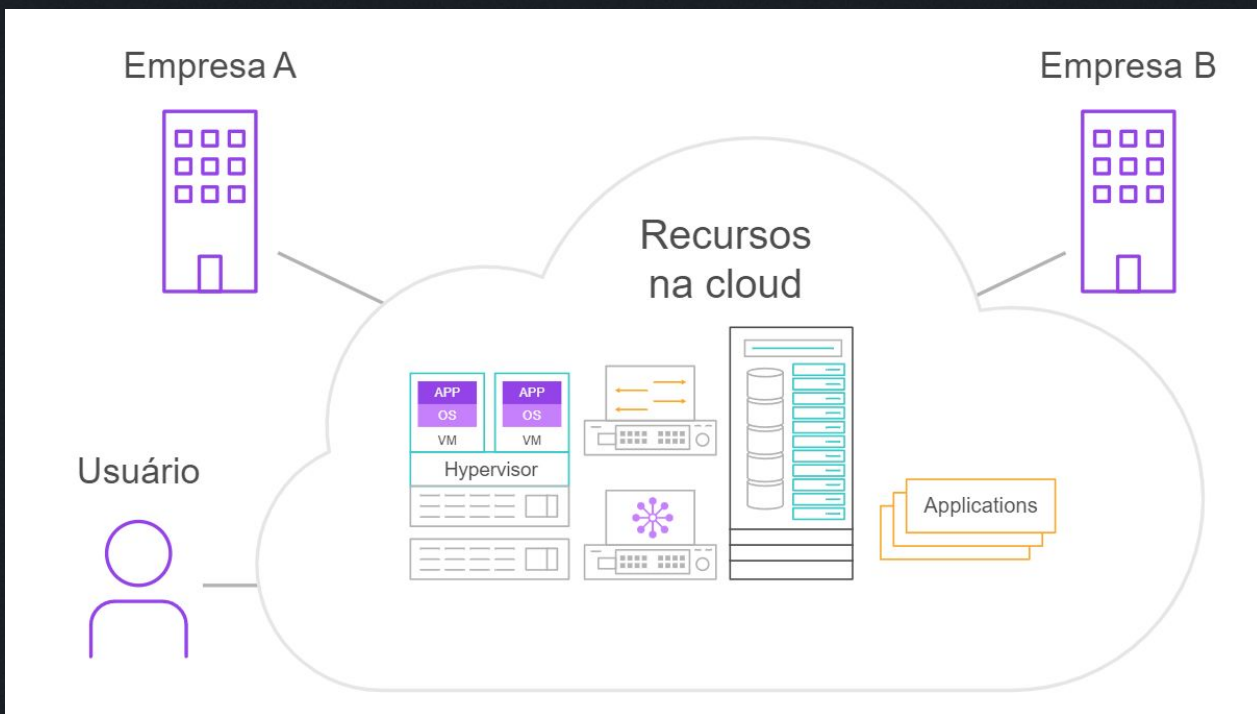 Empresa A
Empresa B
Recursos
na cloud
APP
OS
VM
APP
OS
VM
Hypervisor
Applications
Usuário